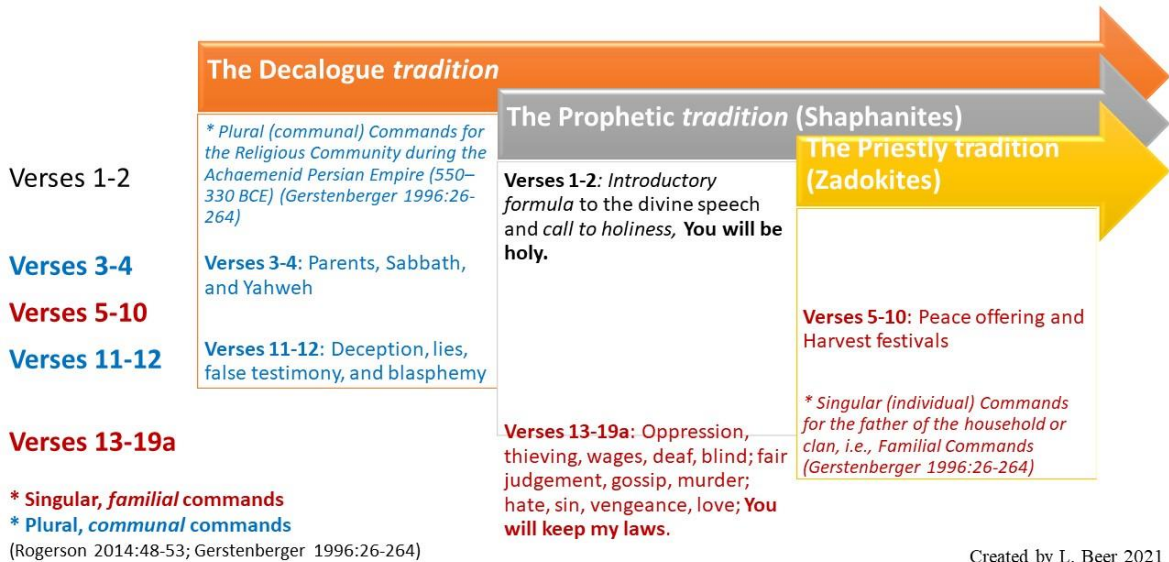 The Decalogue tradition
The Prophetic tradition (Shaphanites)
The Priestly tradition
(Zadokites)
Verses 1-2
Verses 3-4
Verses 5-10
Verses 11-12
Verses 13-19a
* Singular, familial commands
* Plural, communal commands
(Rogerson 2014:48-53; Gerstenberger 1996:26-264)
* Plural (communal) Commands for
the Religious Community during the
Achaemenid Persian Empire (550–
330 BCE) (Gerstenberger 1996:26-
264)
Verses 3-4: Parents, Sabbath,
and Yahweh
Verses 11-12: Deception, lies,
false testimony, and blasphemy
Verses 1-2: Introductory
formula to the divine speech
and call to holiness, You will be
holy.
Verses 13-19a: Oppression,
thieving, wages, deaf, blind; fair
judgement, gossip, murder;
hate, sin, vengeance, love; You
will keep my laws.
Verses 5-10: Peace offering and
Harvest festivals
* Singular (individual) Commands
for the father of the household or
clan, i.e., Familial Commands
(Gerstenberger 1996:26-264)
Created by L. Beer 2021